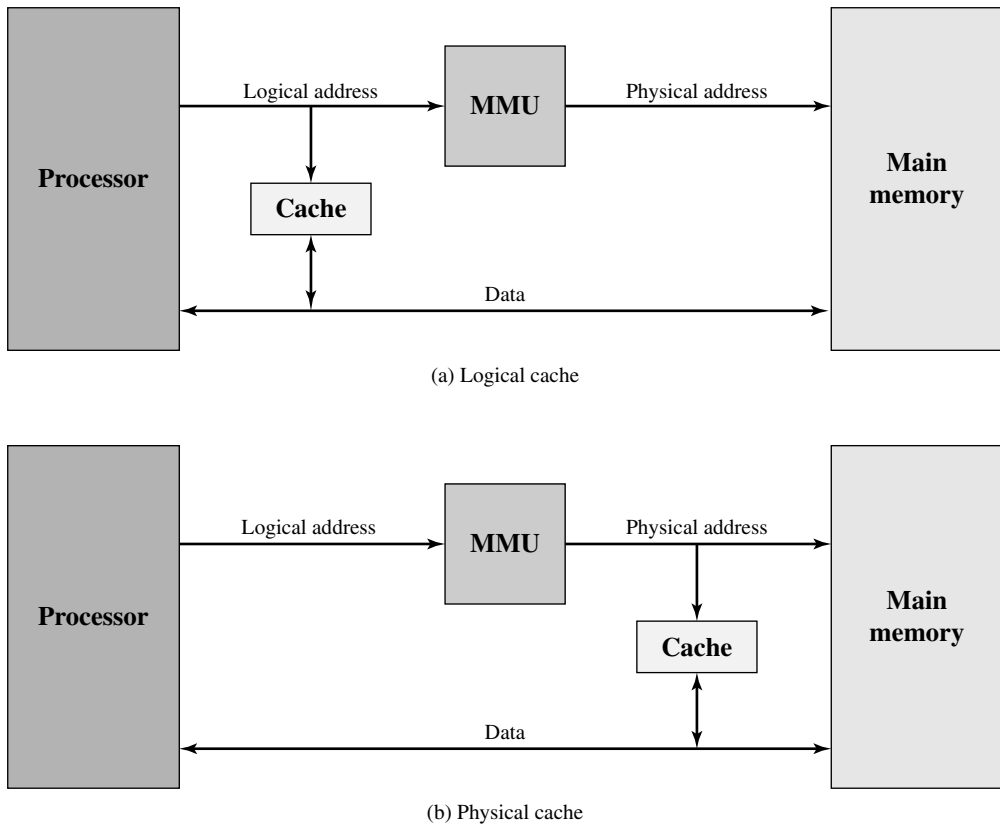 Logical address
MMU
Physical address
Processor
Cache
Main
memory
Data
(a) Logical cache
Logical address
MMU
Physical address
Processor
Cache
Main
memory
Data
(b) Physical cache